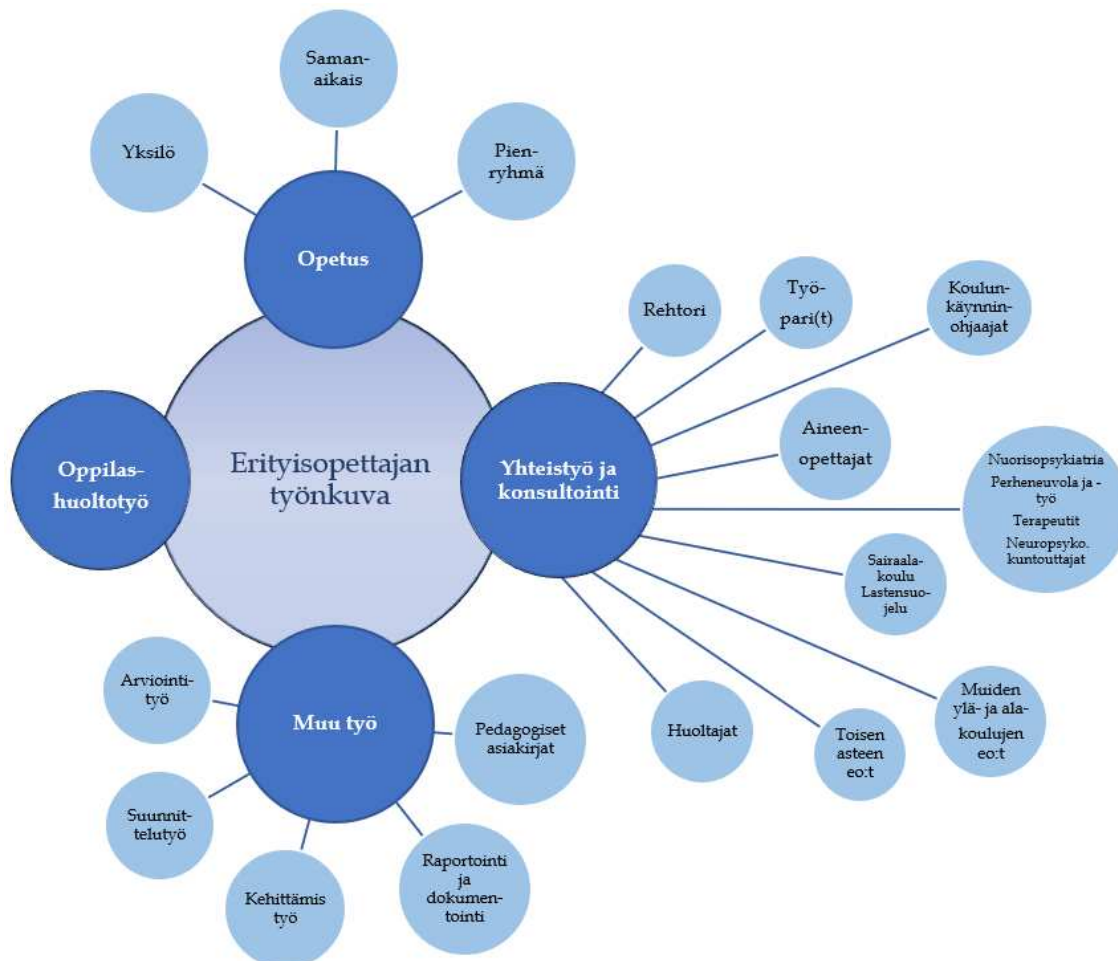 Saman-
aikais
Yksilö
Pien-
ryhmä
Opetus
Rehtori
Työ-
pari(t)
Koulun-
käynnin-
ohjaajat
Aineen-
opettajat
Nuorisopsykiatria
Perheneuvola ja -
työ
Terapeutit
Neuropsyko.
kuntouttajat
Oppilas-
huoltotyö
Erityisopettajan
työnkuva
Yhteistyö ja
konsultointi
Sairaala-
koulu
Lastensuo-
jelu
Arviointi-
työ
Muu työ
Pedagogiset
asiakirjat
Huoltajat
Toisen
asteen
eo:t
Muiden
ylä- ja ala-
koulujen
eo:t
Suunnit-
telutyö
Kehittämis
työ
Raportointi
ja
dokumen-
tointi